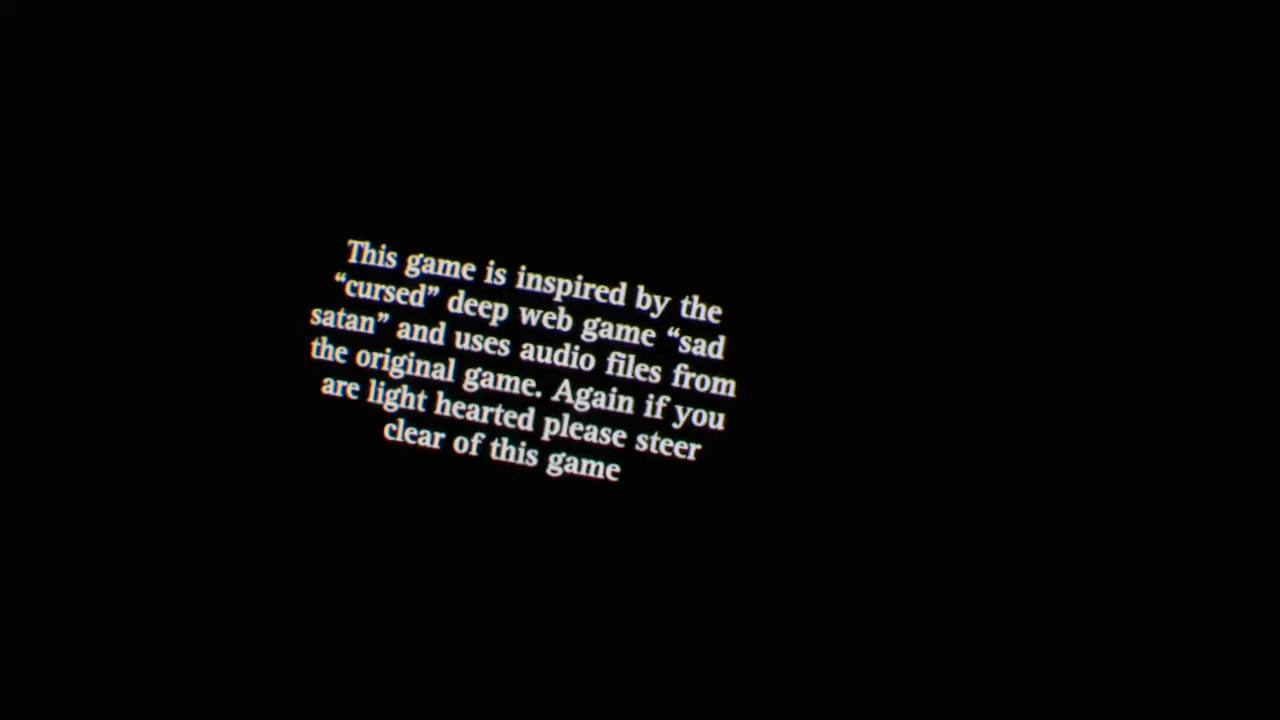 This game is inspired by the
“cursed” deep web game “sad
satan” and uses audio files from
the original game. Again if you
are light hearted please steer
clear of this game